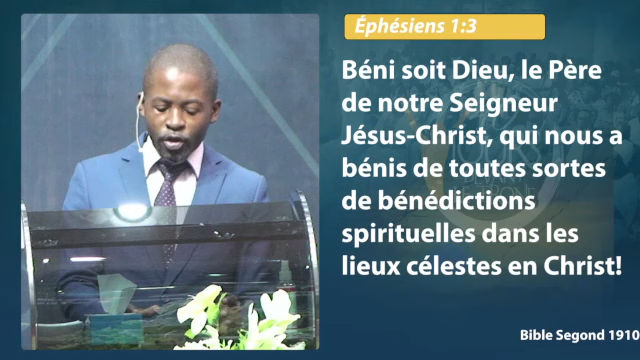 Éphésiens 1:3
Béni soit Dieu, le Père
de notre Seigneur
Jésus-Christ, qui nous a
bénis de toutes sortes
de bénédictions
spirituelles dans les
lieux célestes en Christ!
Bible Segond 1910